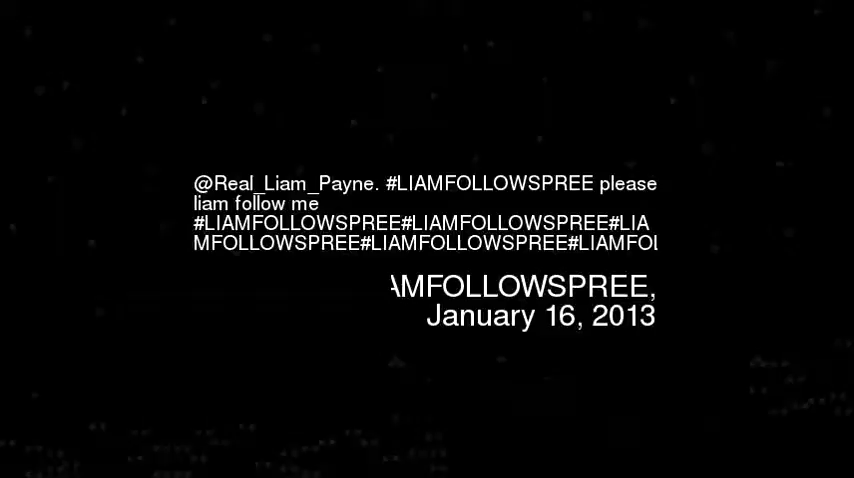 @Real_Liam_Payne. #LIAMFOLLOWSPREE please
liam follow me
#LIAMFOLLOWSPREE#LIAMFOLLOWSPREE#LIA
MFOLLOWSPREE#LIAMFOLLOWSPREE#LIAMFOL
AMFOLLOWSPREE,
January 16, 2013